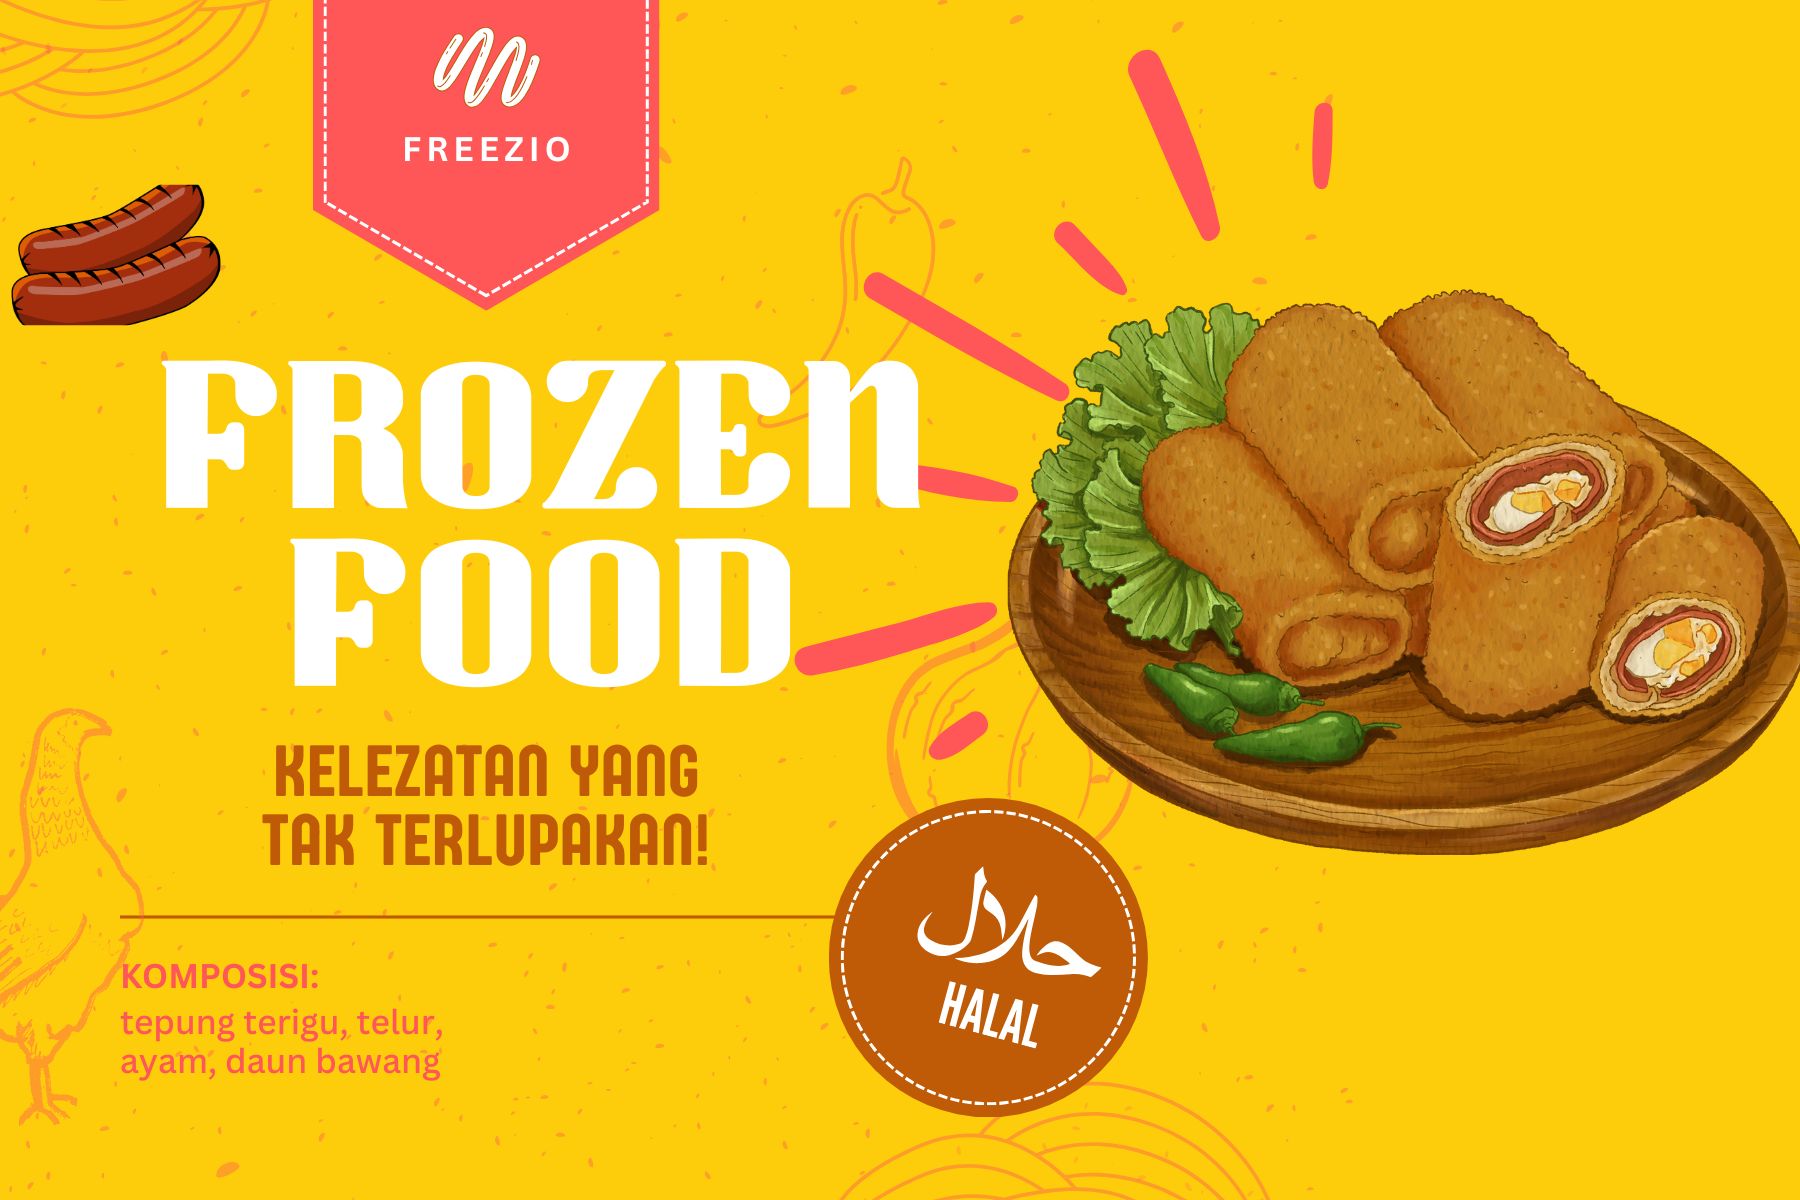 FREEZIO
FROZEN
FOOD
KELEZATAN YANG
TAK TERLUPAKAN!
KOMPOSISI:
tepung terigu, telur,
ayam, daun bawang
حلال
HALAL